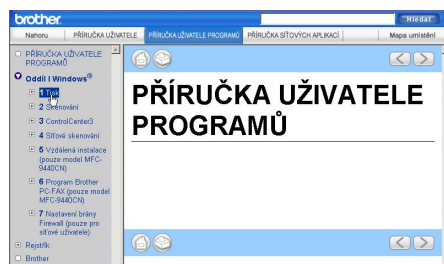 brother.
Hledat
Nahoru
PŘÍRUČKA UŽIVATELE
PŘÍRUČKA UŽIVATELE PROGRAMŮ
PŘÍRUČKA SÍŤOVÝCH APLIKACÍ
Mapa umístění
PŘÍRUČKA UŽIVATELE
PROGRAMŮ
Oddíl I Windows®
1 Tisk
2 Skenování
3 ControlCenter3
4 Síťové skenování
5 Vzdálená instalace
(pouze model MFC-
9440CN)
6 Program Brother
PC-FAX (pouze model
MFC-9440CN)
7 Nastavení brány
Firewall (pouze pro
síťové uživatele)
Rejstřík
Brother
PŘÍRUČKA UŽIVATELE
PROGRAMŮ